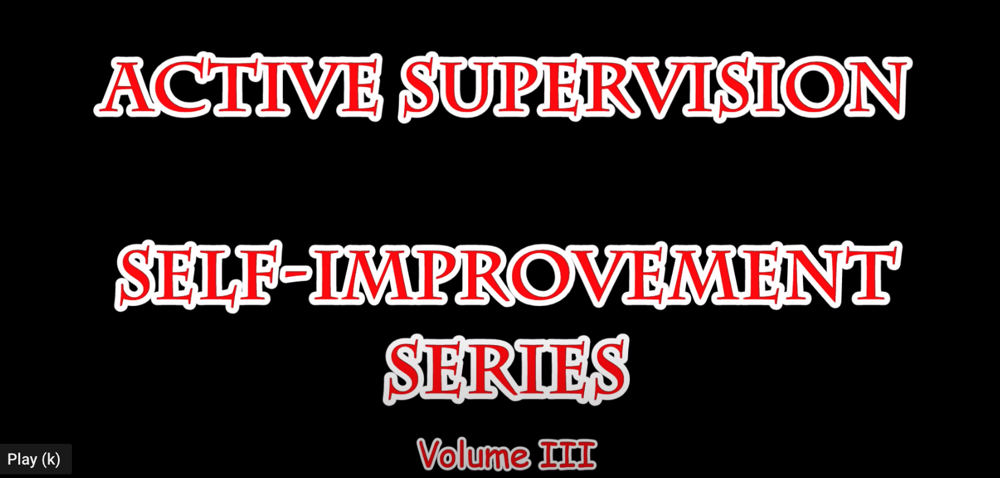 ACTIVE SUPERVISION
SELF-IMPROVEMENT
SERIES
Volume III
Play (k)